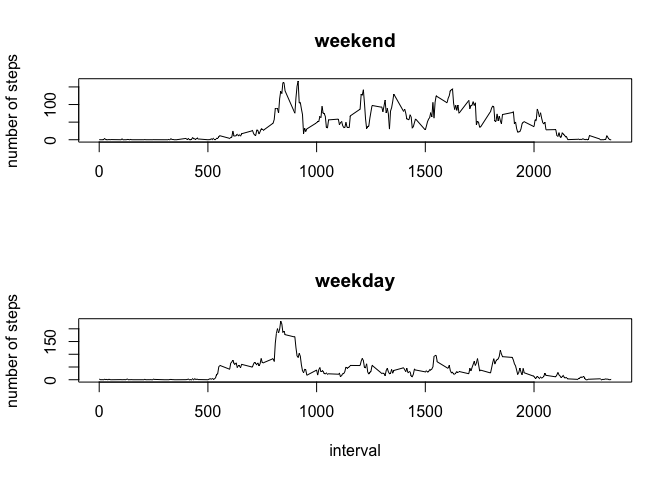 weekend
number of steps
100
0
0 500 1000 1500 2000
weekday
number of steps
150
0
0 500 1000 1500 2000
interval